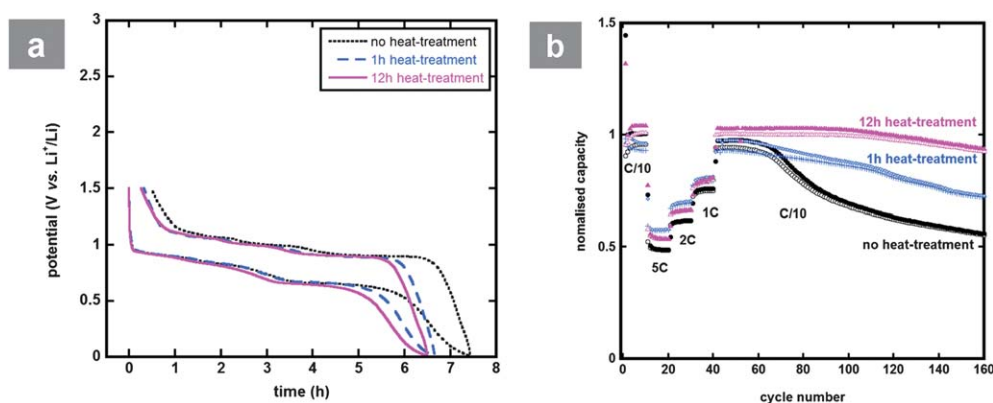 a
3
2.5
2
1.5
1
0.5
0
potential (V vs. Li+/Li)
0 1 2 3 4 5 6 7 8
time (h)
no heat-treatment
1h heat-treatment
12h heat-treatment
b
1.5
1
0.5
nomalised capacity
C/10
5C
2C
1C
C/10
12h heat-treatment
1h heat-treatment
no heat-treatment
0 20 40 60 80 100 120 140 160
cycle number